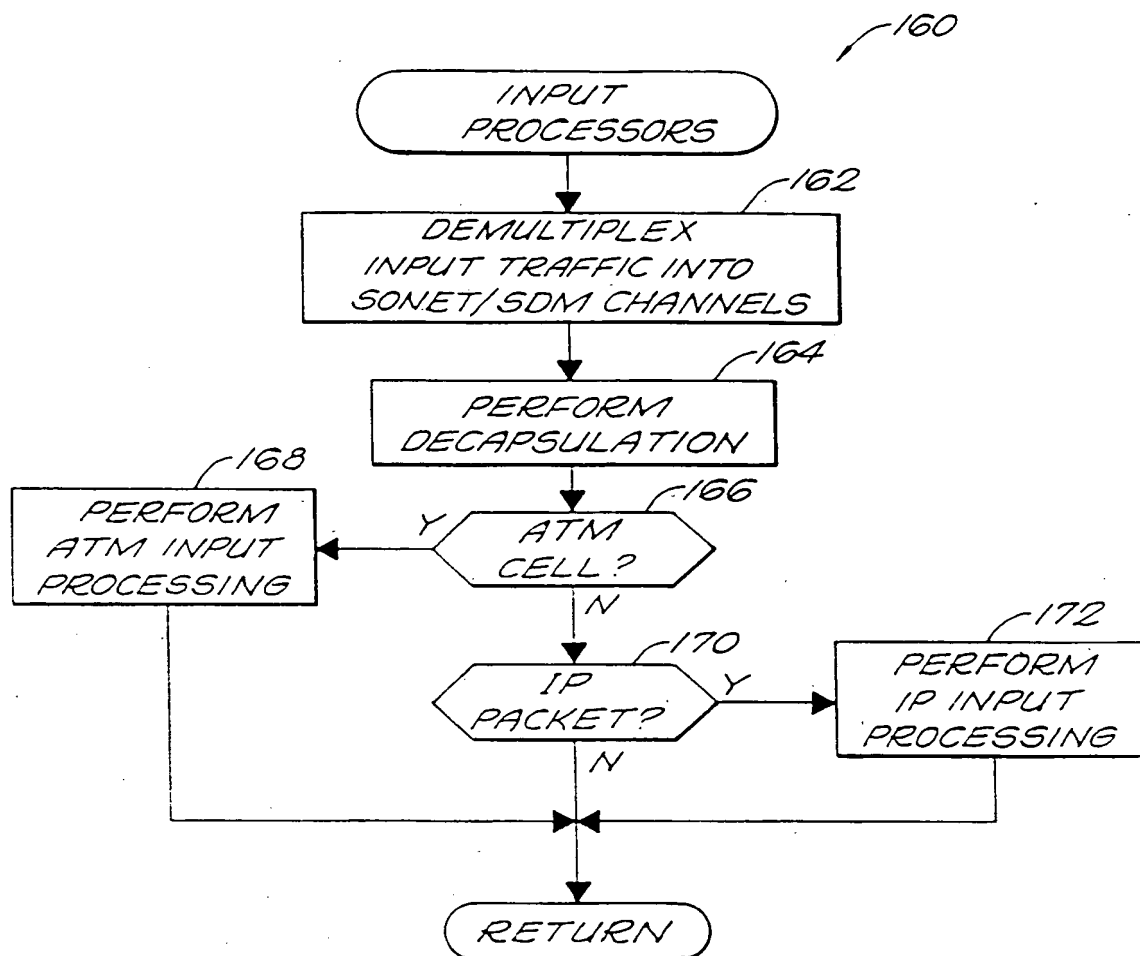 160
INPUT
PROCESSORS
162
DEMULTIPLEX
INPUT TRAFFIC INTO
SONET/SDM CHANNELS
164
PERFORM
DECAPSULATION
168
PERFORM
ATM INPUT
PROCESSING
166
Y
ATM
CELL?
N
170
IP
PACKET?
Y
N
172
PERFORM
IP INPUT
PROCESSING
RETURN